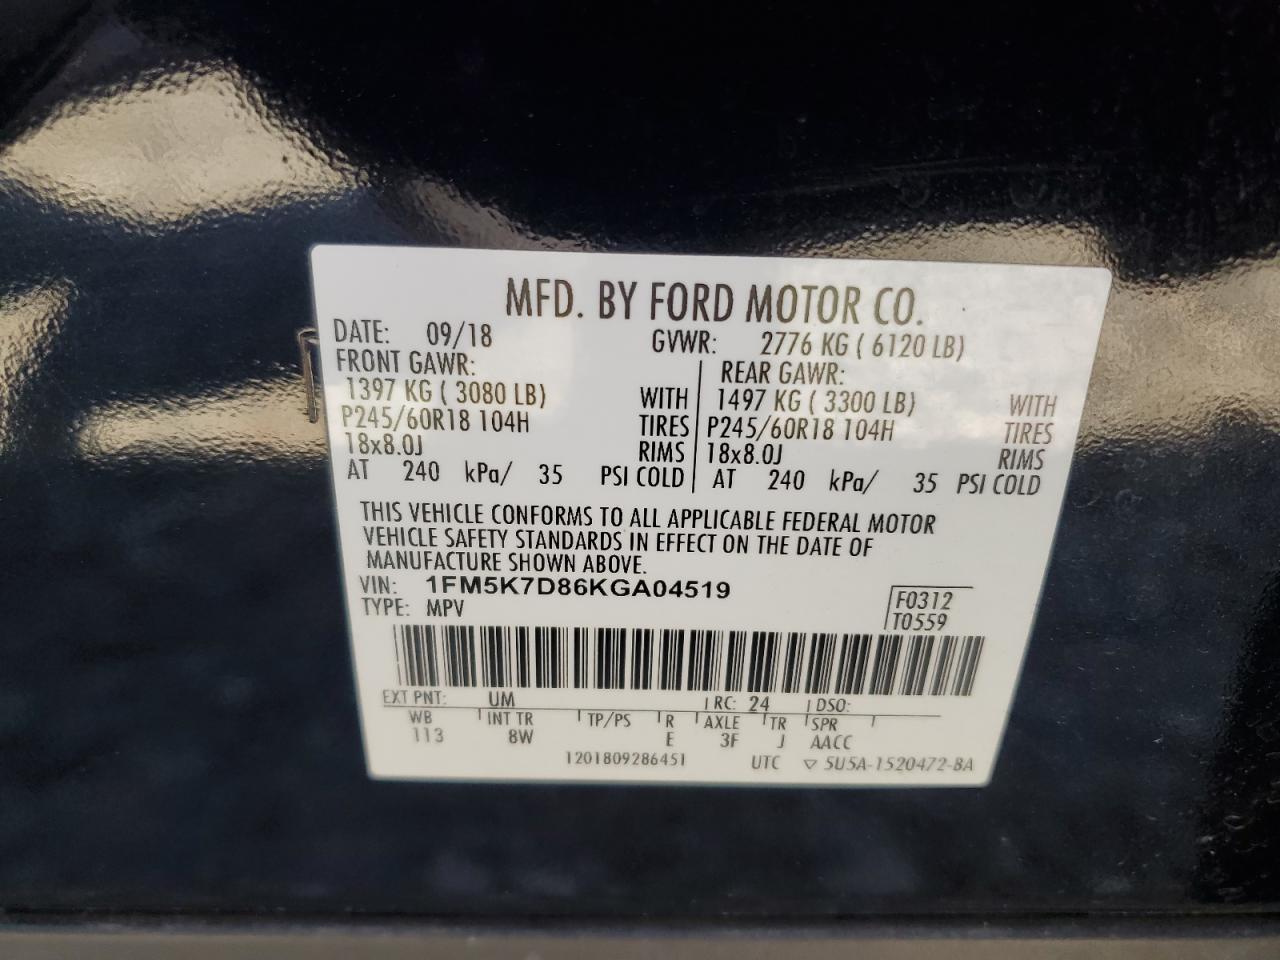 MFD. BY FORD MOTOR CO.
DATE: 09/18 GVWR: 2776 KG ( 6120 LB)
FRONT GAWR: REAR GAWR:
1397 KG ( 3080 LB) WITH 1497 KG ( 3300 LB) WITH
P245/60R18 104H TIRES P245/60R18 104H TIRES
18x8.0J RIMS 18x8.0J RIMS
AT 240 kPa/ 35 PSI COLD AT 240 kPa/ 35 PSI COLD
THIS VEHICLE CONFORMS TO ALL APPLICABLE FEDERAL MOTOR
VEHICLE SAFETY STANDARDS IN EFFECT ON THE DATE OF
MANUFACTURE SHOWN ABOVE.
VIN: 1FM5K7D86KGA04519 F0312
TYPE: MPV T0559
EXT PNT: UM RC: 24 DSO:
WB INT TR TP/PS R AXLE TR SPR
113 8W E 3F J AACC
1201809286451 UTC ▽ 5U5A-1520472-BA